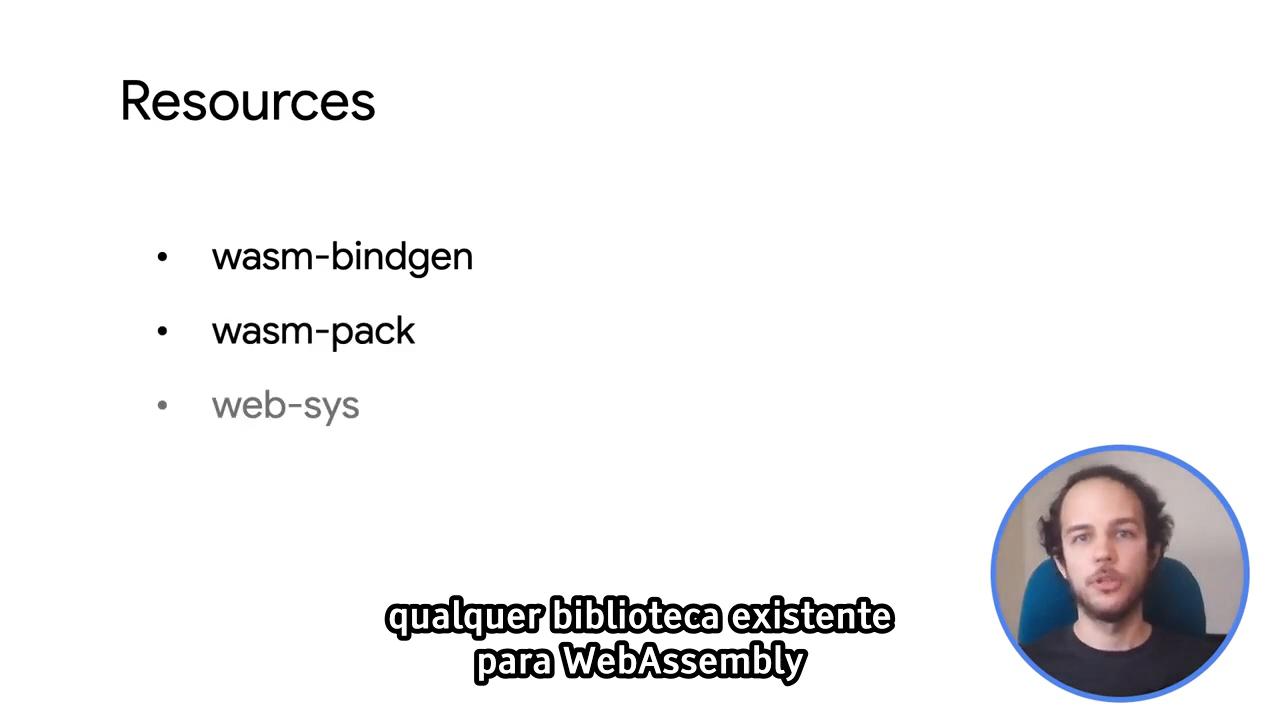 Resources
• wasm-bindgen
• wasm-pack
• web-sys
qualquer biblioteca existente
para WebAssembly